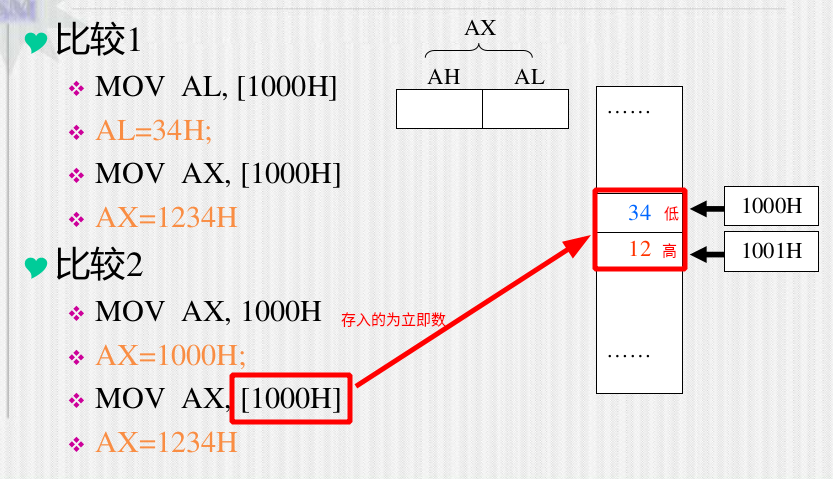 比较1
MOV AL, [1000H]
AL=34H;
MOV AX, [1000H]
AX=1234H
比较2
MOV AX, 1000H
存入的为立即数
AX=1000H;
MOV AX, [1000H]
AX=1234H
AX
AH AL
……
34 低
1000H
12 高
1001H
……